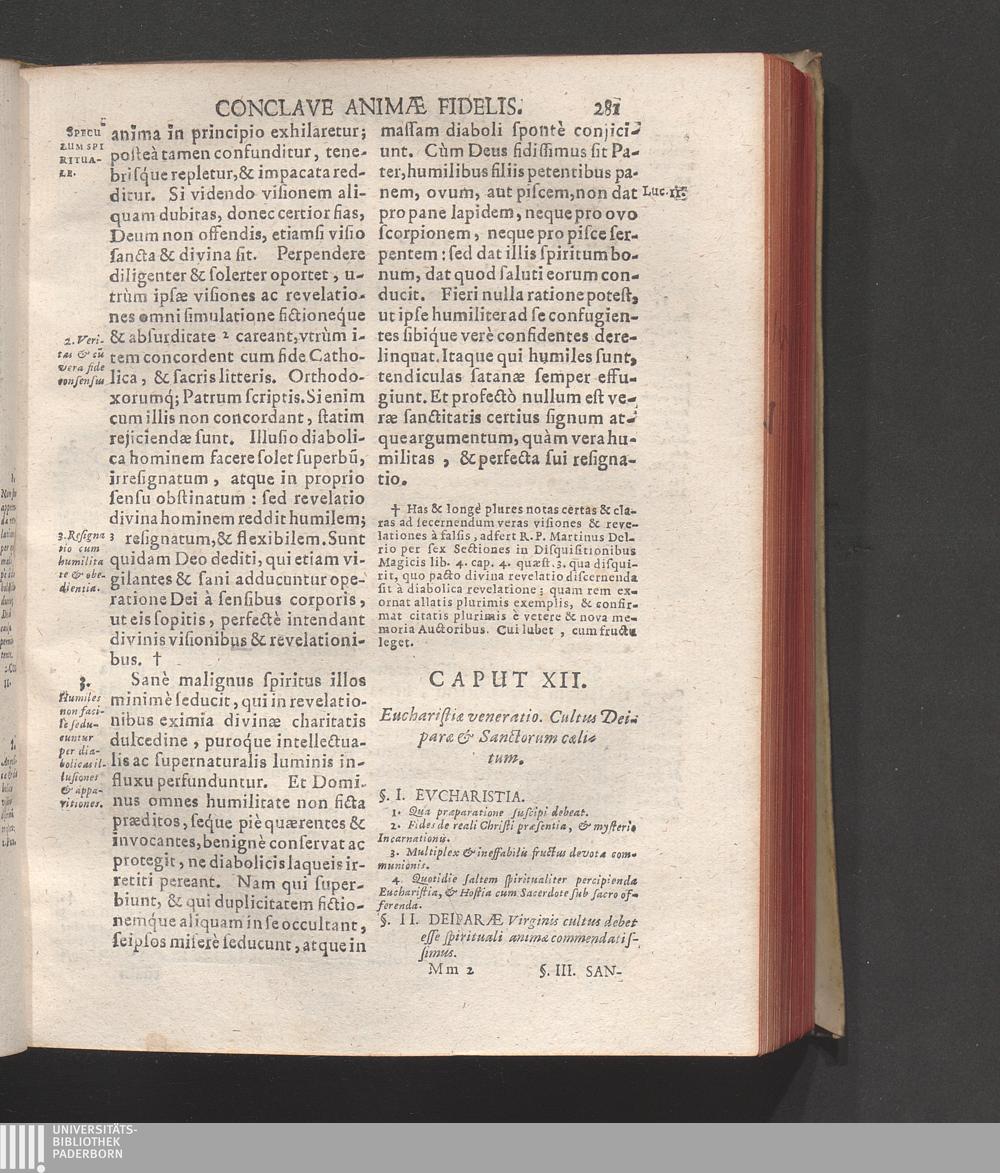 CONCLAVE ANIMÆ FIDELIS. 281
SPECU
LUM SPI
RITUA-
LE.
anima in principio exhilaretur;
poſteà tamen confunditur, tene-
briſque repletur, & impacata red-
ditur. Si videndo viſionem ali-
quam dubitas, donec certior fias,
Deum non offendis, etiamſi viſio
ſancta & divina ſit. Perpendere
diligenter & ſolerter oportet, u-
trùm ipſæ viſiones ac revelatio-
nes omni ſimulatione fictioneque
2. Veri-
tas & cū
vera fide
conſenſus
& abſurditate 2 careant, vtrùm i-
tem concordent cum fide Catho-
lica, & ſacris litteris. Orthodo-
xorumq; Patrum ſcriptis. Si enim
cum illis non concordant, ſtatim
rejiciendæ ſunt. Illuſio diaboli-
ca hominem facere ſolet ſuperbū,
irreſignatum, atque in proprio
ſenſu obſtinatum: ſed revelatio
divina hominem reddit humilem;
3. Reſigna
tio cum
humilita
te & obe-
dientia.
3 reſignatum, & flexibilem. Sunt
quidam Deo dediti, qui etiam vi-
gilantes & ſani adducuntur ope-
ratione Dei à ſenſibus corporis,
ut eis ſopitis, perfectè intendant
divinis viſionibus & revelationi-
bus. †
3.
Humiles
non faci-
lè ſedu-
cuntur
per dia-
bolicas il-
luſiones
& appa-
ritiones.
Sanè malignus ſpiritus illos
minimè ſeducit, qui in revelatio-
nibus eximia divinæ charitatis
dulcedine, puroque intellectua-
lis ac ſupernaturalis luminis in-
fluxu perfunduntur. Et Domi-
nus omnes humilitate non ficta
præditos, ſeque piè quærentes &
invocantes, benignè conſervat ac
protegit, ne diabolicis laqueis ir-
retiti pereant. Nam qui ſuper-
biunt, & qui duplicitatem fictio-
nemque aliquam in ſe occultant,
ſeipſos miſerè ſeducunt, atque in
maſſam diaboli ſpontè conjici-
unt. Cùm Deus fidiſſimus ſit Pa-
ter, humilibus filiis petentibus pa-
nem, ovum, aut piſcem, non dat
pro pane lapidem, neque pro ovo
ſcorpionem, neque pro piſce ſer-
pentem: ſed dat illis ſpiritum bo-
num, dat quod ſaluti eorum con-
ducit. Fieri nulla ratione poteſt,
ut ipſe humiliter ad ſe confugien-
tes ſibique verè confidentes dere-
linquat. Itaque qui humiles ſunt,
tendiculas ſatanæ ſemper effu-
giunt. Et profectò nullum eſt ve-
ræ ſanctitatis certius ſignum at-
que argumentum, quàm vera hu-
militas, & perfecta ſui reſigna-
tio.
Luc. 11.
† Has & longè plures notas certas & cla-
ras ad ſecernendum veras viſiones & reve-
lationes à falſis, adfert R. P. Martinus Del-
rio per ſex Sectiones in Diſquiſitionibus
Magicis lib. 4. cap. 4. quæſt. 3. qua diſqui-
rit, quo pacto divina revelatio diſcernenda
ſit à diabolica revelatione; quam rem ex-
ornat allatis plurimis exemplis, & confir-
mat citatis plurimis è vetere & nova me-
moria Auctoribus. Cui lubet, cum fructu
leget.
CAPUT XII.
Euchariſtiæ veneratio. Cultus Dei-
paræ & Sanctorum cæli-
tum.
§. I. EVCHARISTIA.
1. Qua præparatione ſuſcipi debeat.
2. Fides de reali Chriſti præſentia, & myſterio
Incarnationis.
3. Multiplex & ineffabilis fructus devotæ com-
munionis.
4. Quotidie ſaltem ſpiritualiter percipienda
Euchariſtia, & Hoſtia cum Sacerdote ſub ſacro of-
ferenda.
§. II. DEIPARÆ Virginis cultus debet
eſſe ſpirituali animæ commendatiſ-
ſimus.
Mm 2 §. III. SAN-
UNIVERSITÄTS-
BIBLIOTHEK
PADERBORN